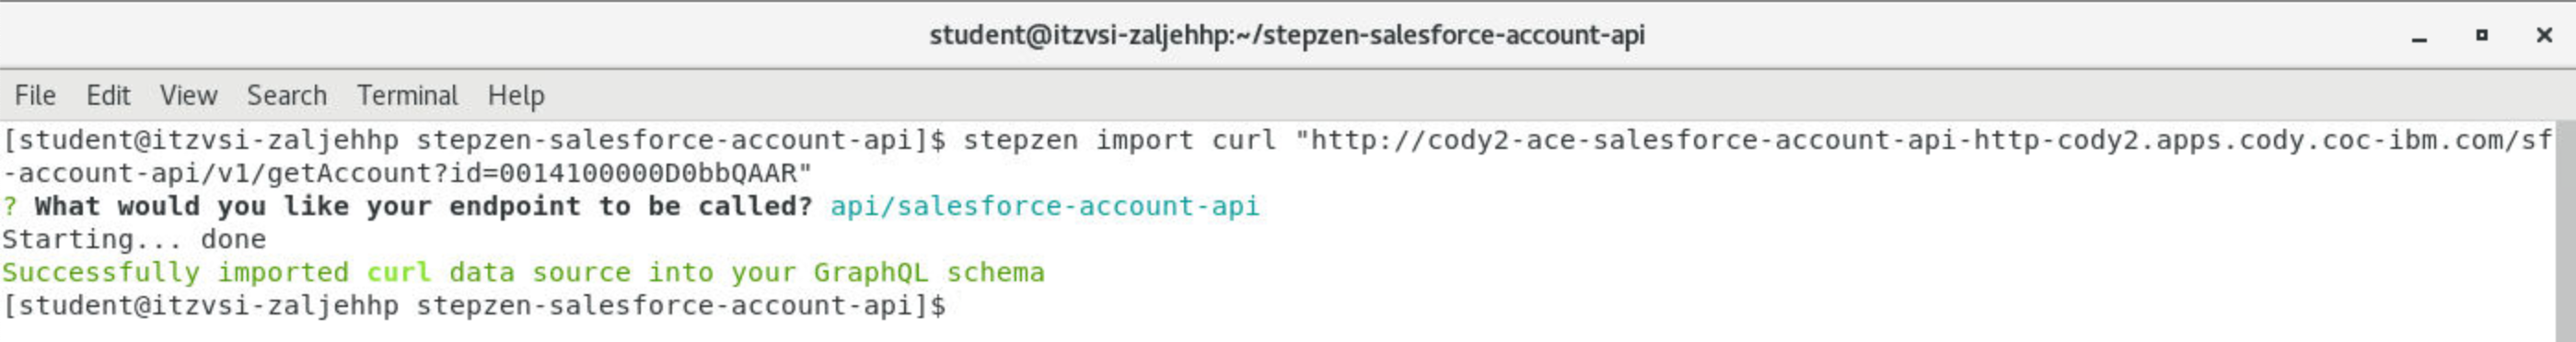 student@itzvsi-zaljehhp:~/stepzen-salesforce-account-api
File Edit View Search Terminal Help
[student@itzvsi-zaljehhp stepzen-salesforce-account-api]$ stepzen import curl "http://cody2-ace-salesforce-account-api-http-cody2.apps.cody.coc-ibm.com/sf
-account-api/v1/getAccount?id=0014100000D0bbQAAR"
? What would you like your endpoint to be called? api/salesforce-account-api
Starting... done
Successfully imported curl data source into your GraphQL schema
[student@itzvsi-zaljehhp stepzen-salesforce-account-api]$